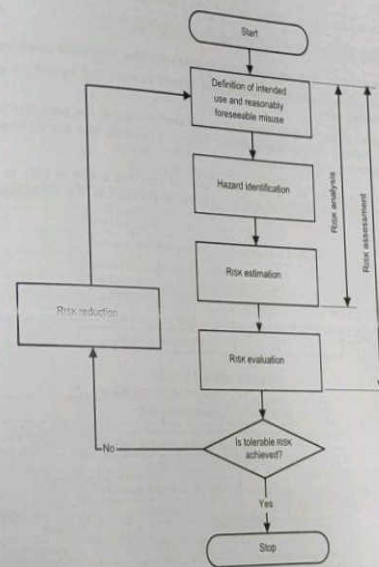 Start
Definition of intended
use and reasonably
foreseeable misuse
Hazard identification
RISK estimation
RISK evaluation
RISK analysis
RISK assessment
RISK reduction
Is tolerable RISK
achieved?
No
Yes
Stop